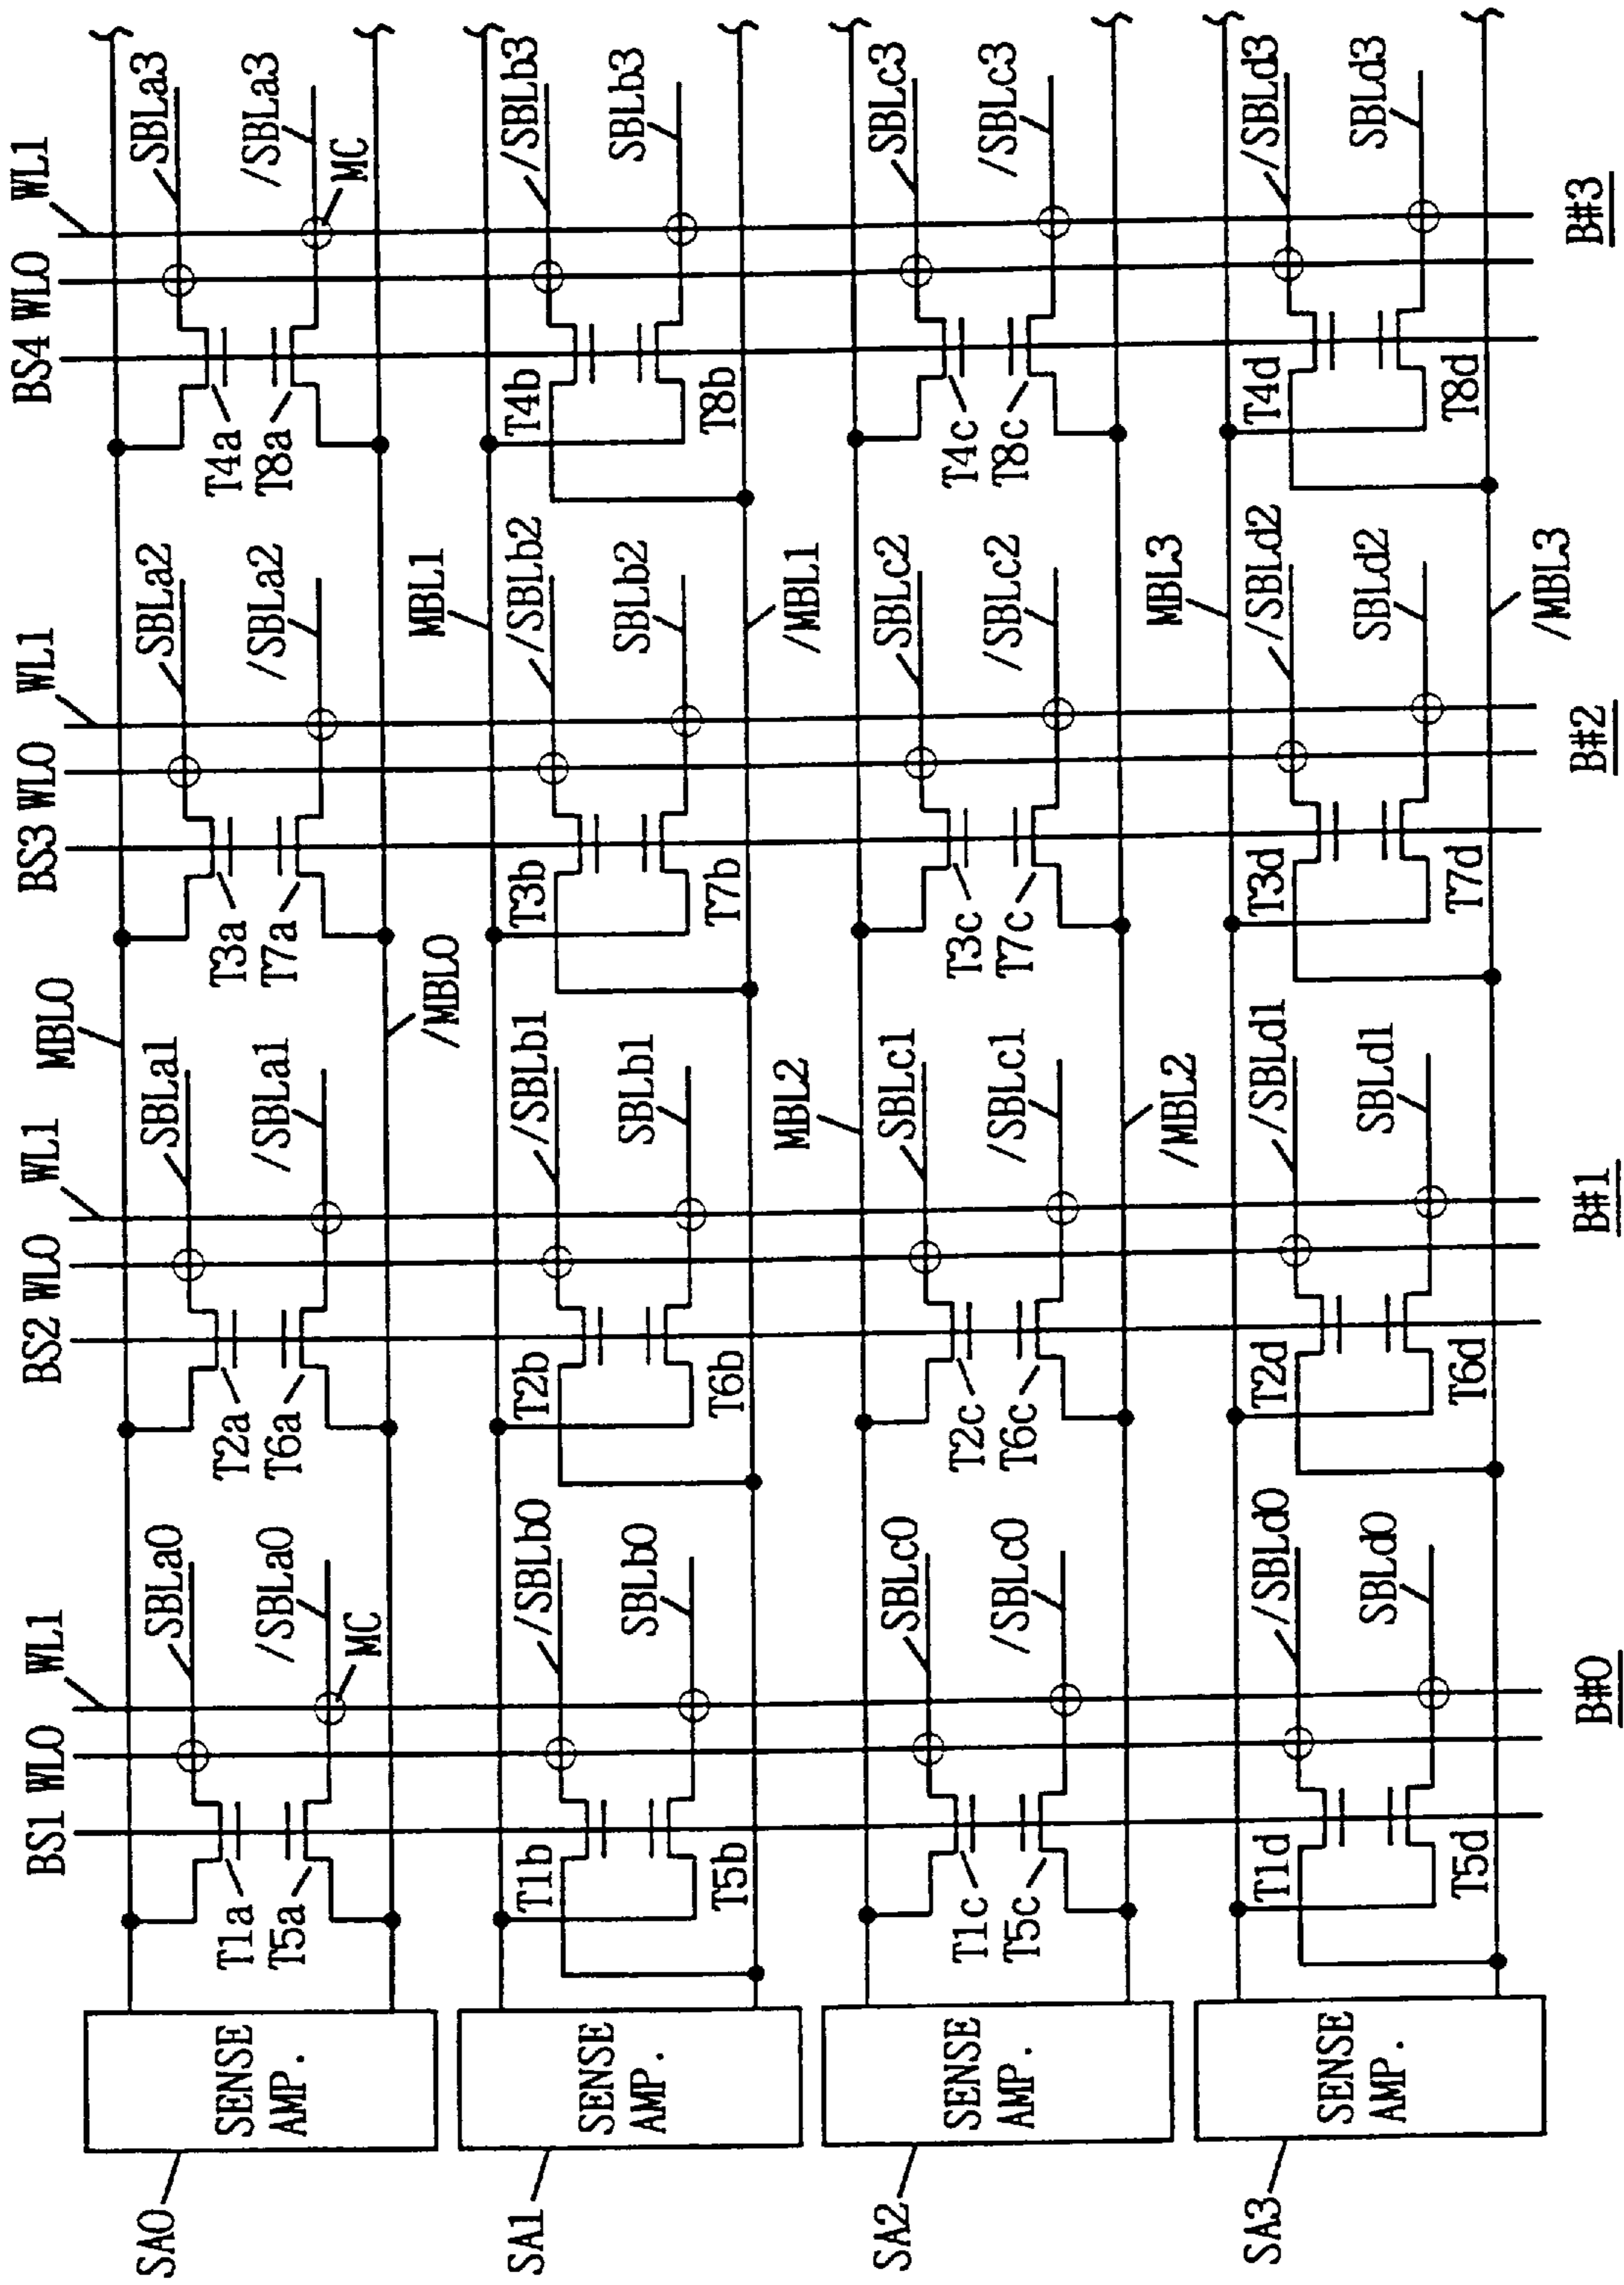 BS1 WL0
WL1
BS2 WL0
WL1
MBL0
BS3 WL0
WL1
BS4 WL0
WL1
SBLa0
SBLa1
SBLa2
SBLa3
SA0
SENSE
AMP.
T1a
T5a
/SBLa0
MC
T2a
T6a
/SBLa1
T3a
T7a
/SBLa2
T4a
T8a
/SBLa3
MC
/MBL0
MBL1
/SBLb0
/SBLb1
/SBLb2
/SBLb3
SA1
SENSE
AMP.
T1b
T2b
T3b
T4b
SBLb0
SBLb1
SBLb2
SBLb3
T5b
T6b
T7b
T8b
MBL2
/MBL1
SBLc0
SBLc1
SBLc2
SBLc3
SA2
SENSE
AMP.
T1c
T5c
/SBLc0
T2c
T6c
/SBLc1
T3c
T7c
/SBLc2
T4c
T8c
/SBLc3
/MBL2
MBL3
/SBLd0
/SBLd1
/SBLd2
/SBLd3
SA3
SENSE
AMP.
T1d
T2d
T3d
T4d
SBLd0
SBLd1
SBLd2
SBLd3
T5d
T6d
T7d
T8d
/MBL3
B#0
B#1
B#2
B#3